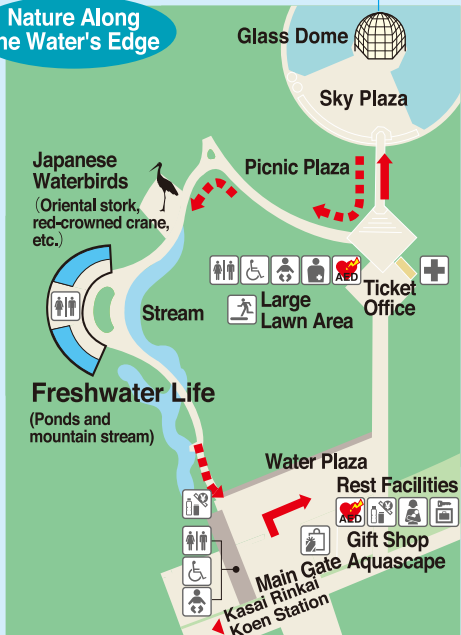 Nature Along
he Water's Edge
Glass Dome
Sky Plaza
Picnic Plaza
Japanese
Waterbirds
(Oriental stork,
red-crowned crane,
etc.)
AED
Ticket
Office
Large
Lawn Area
Stream
Freshwater Life
(Ponds and
mountain stream)
Water Plaza
Rest Facilities
AED
Gift Shop
Aquascape
Main Gate
Kasai Rinkai
Koen Station